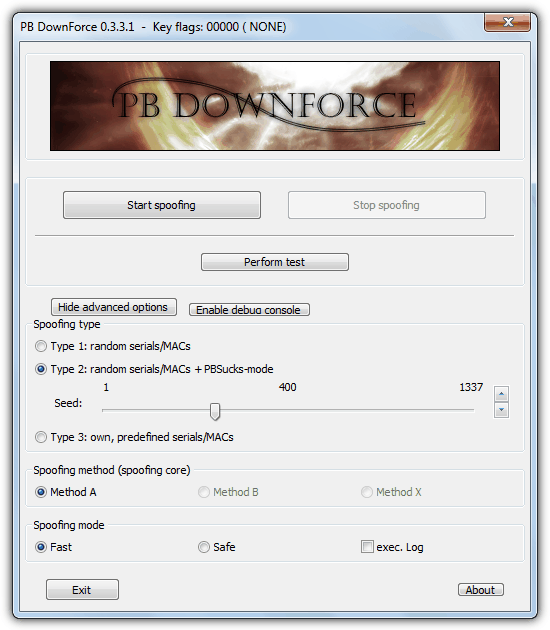 PB DownForce 0.3.3.1 - Key flags: 00000 ( NONE)
PB DOWNFORCE
Start spoofing Stop spoofing
Perform test
Hide advanced options Enable debug console
Spoofing type
Type 1: random serials/MACs
Type 2: random serials/MACs + PBSucks-mode
1 400 1337
Seed:
Type 3: own, predefined serials/MACs
Spoofing method (spoofing core)
Method A Method B Method X
Spoofing mode
Fast Safe exec. Log
Exit About